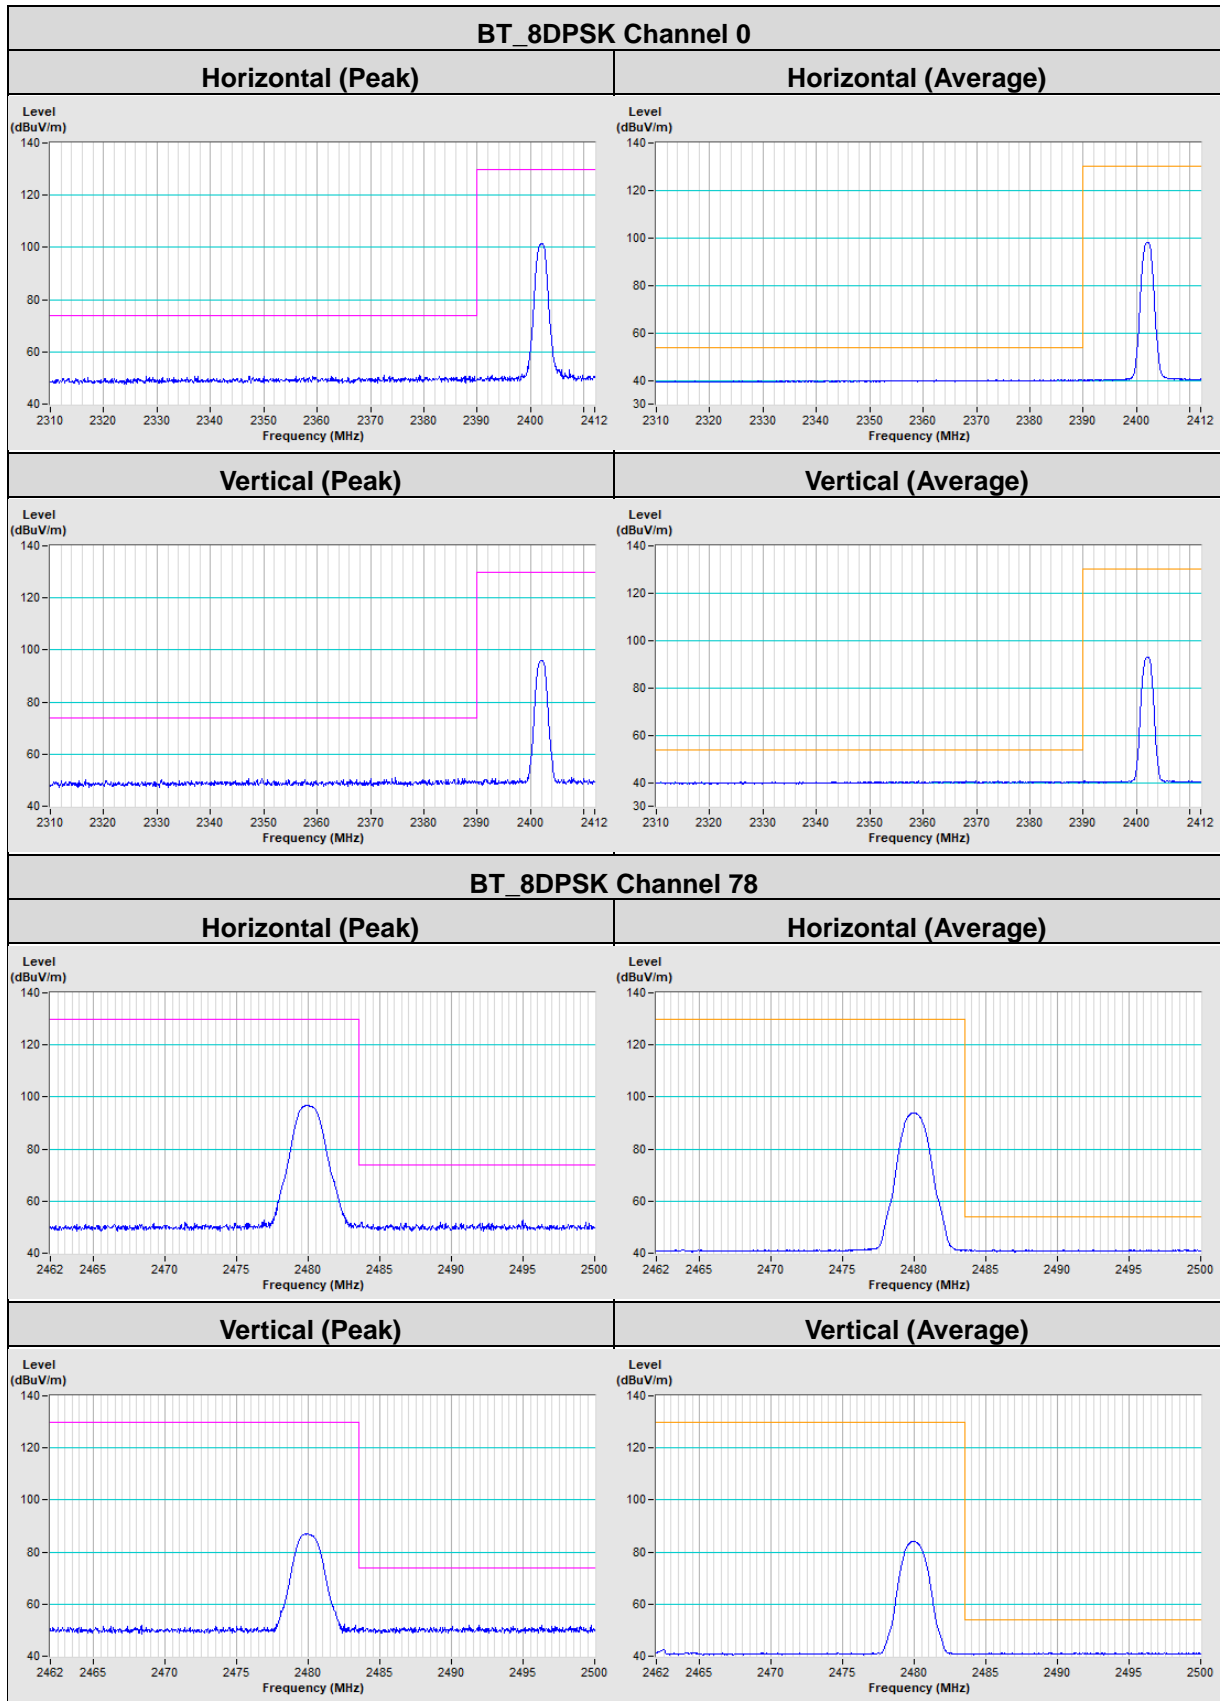 BT_8DPSK Channel 0
Horizontal (Peak)
Horizontal (Average)
Level
(dBuV/m)
140
120
100
80
60
40
2310 2320 2330 2340 2350 2360 2370 2380 2390 2400 2412
Frequency (MHz)
Level
(dBuV/m)
140
120
100
80
60
40
30
2310 2320 2330 2340 2350 2360 2370 2380 2390 2400 2412
Frequency (MHz)
Vertical (Peak)
Vertical (Average)
Level
(dBuV/m)
140
120
100
80
60
40
2310 2320 2330 2340 2350 2360 2370 2380 2390 2400 2412
Frequency (MHz)
Level
(dBuV/m)
140
120
100
80
60
40
30
2310 2320 2330 2340 2350 2360 2370 2380 2390 2400 2412
Frequency (MHz)
BT_8DPSK Channel 78
Horizontal (Peak)
Horizontal (Average)
Level
(dBuV/m)
140
120
100
80
60
40
2462 2465 2470 2475 2480 2485 2490 2495 2500
Frequency (MHz)
Level
(dBuV/m)
140
120
100
80
60
40
2462 2465 2470 2475 2480 2485 2490 2495 2500
Frequency (MHz)
Vertical (Peak)
Vertical (Average)
Level
(dBuV/m)
140
120
100
80
60
40
2462 2465 2470 2475 2480 2485 2490 2495 2500
Frequency (MHz)
Level
(dBuV/m)
140
120
100
80
60
40
2462 2465 2470 2475 2480 2485 2490 2495 2500
Frequency (MHz)